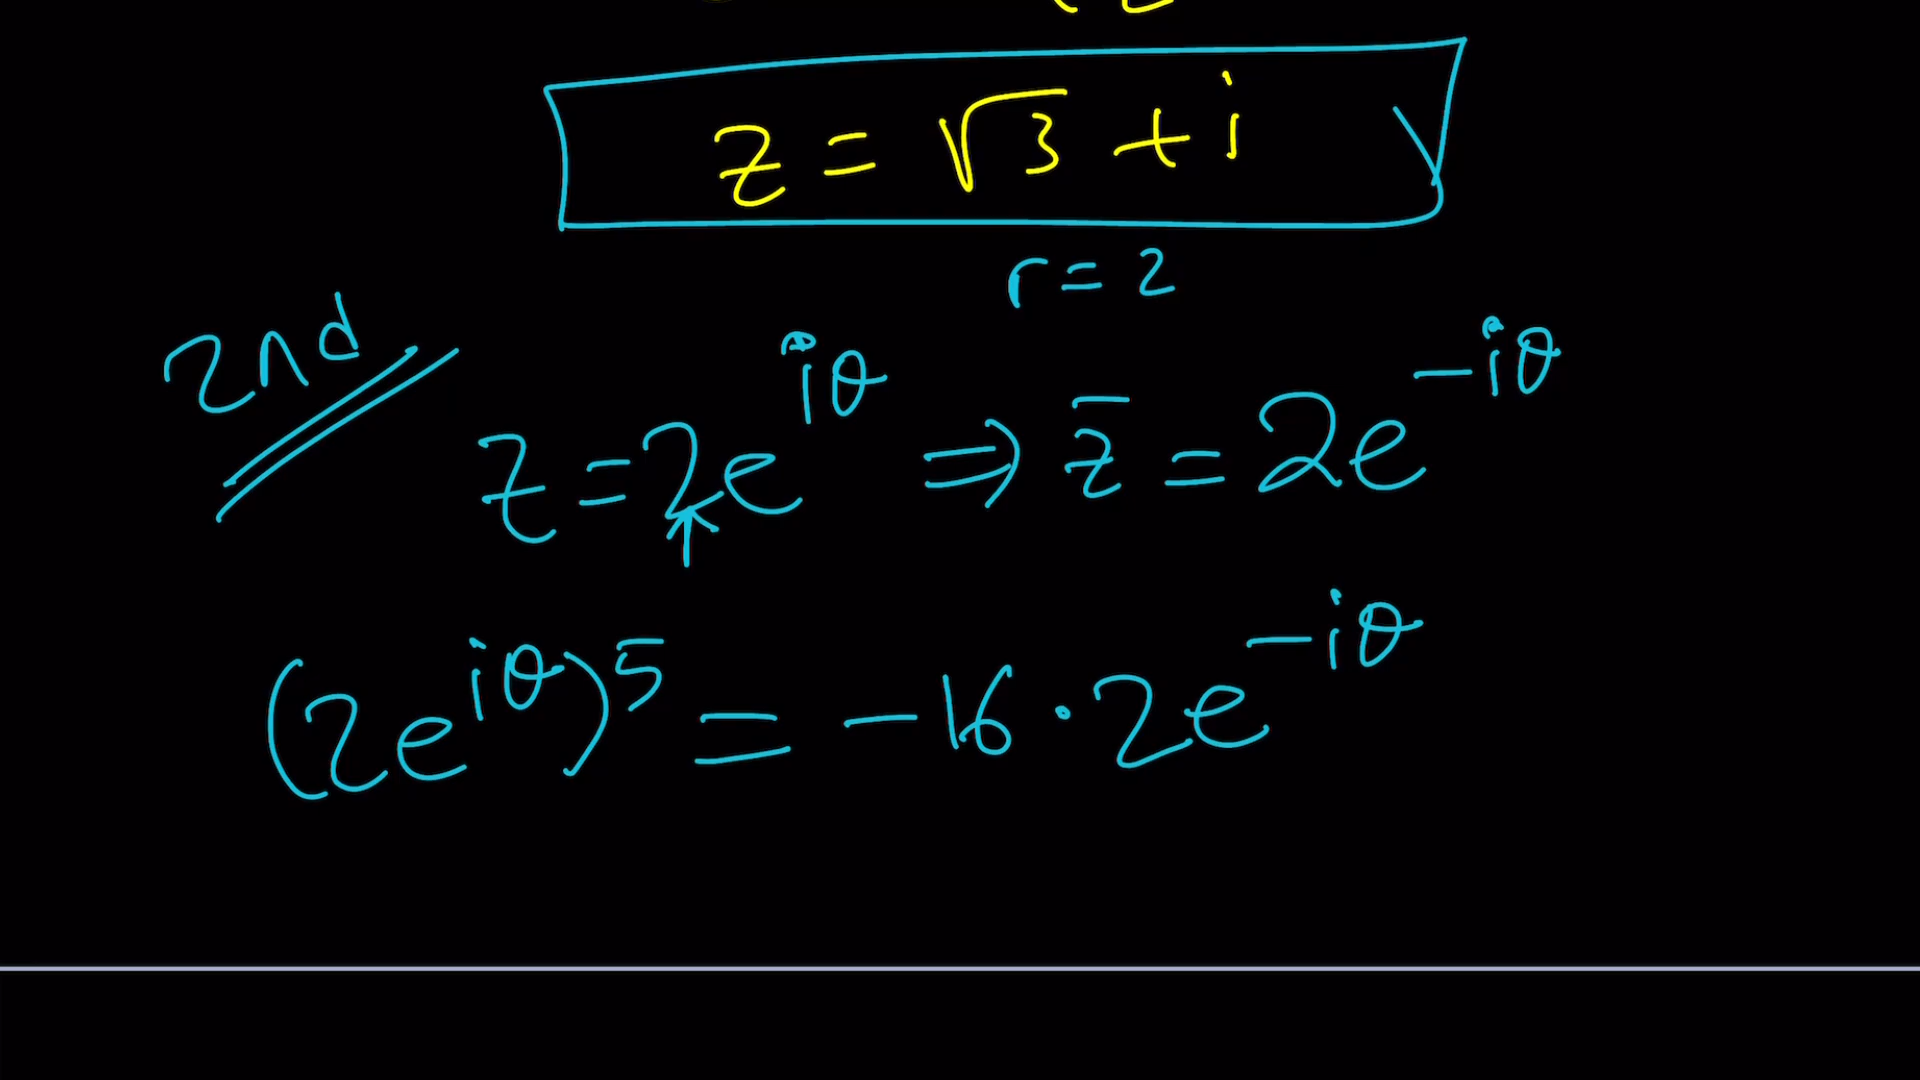 z = √3 + i
r = 2
2nd
z = 2e^{iθ} ⇒ z̄ = 2e^{-iθ}
(2e^{iθ})^5 = -16 · 2e^{-iθ}